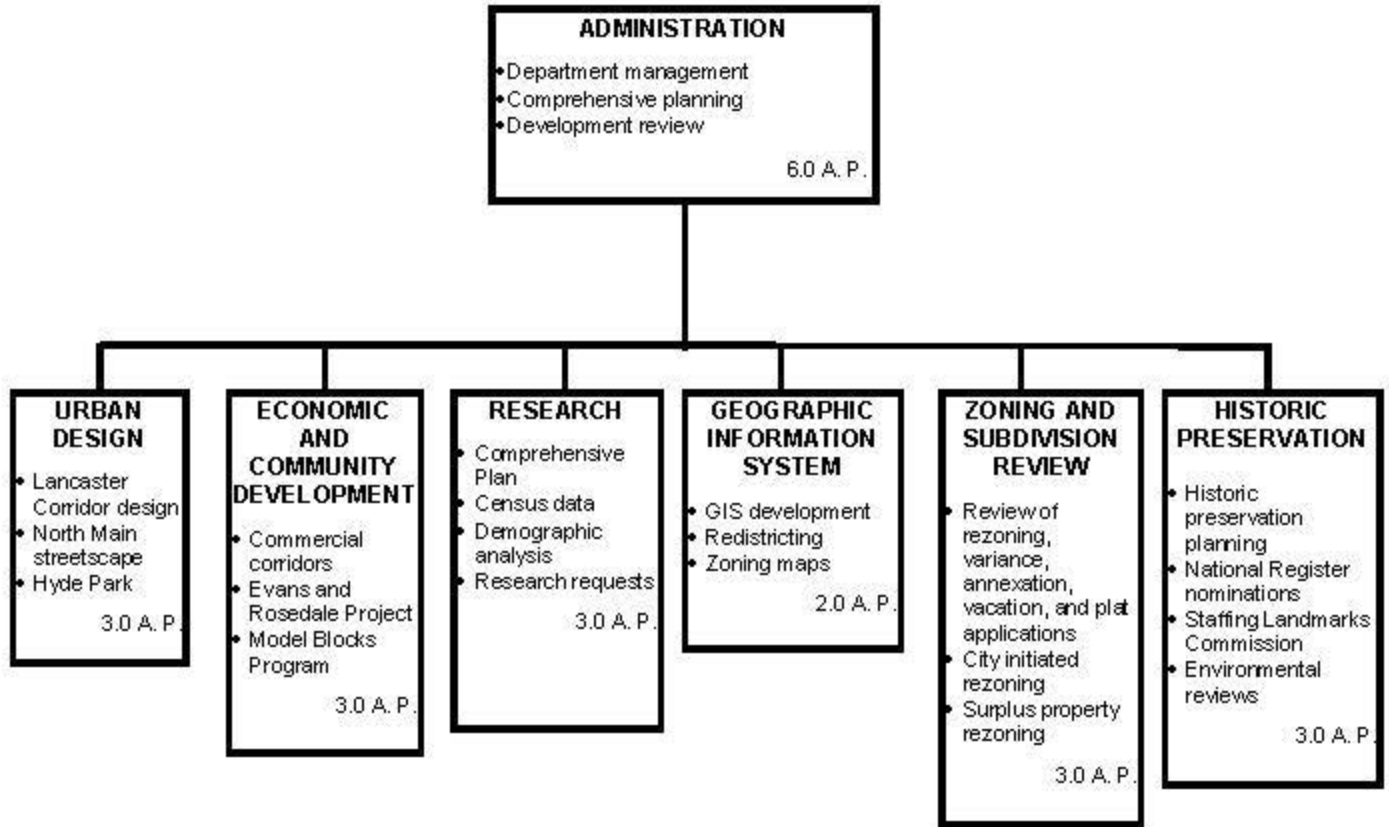 ADMINISTRATION
•Department management
•Comprehensive planning
•Development review
6.0 A. P.
URBAN
DESIGN
• Lancaster
Corridor design
• North Main
streetscape
• Hyde Park
3.0 A. P.
ECONOMIC
AND
COMMUNITY
DEVELOPMENT
• Commercial
corridors
• Evans and
Rosedale Project
• Model Blocks
Program
3.0 A. P.
RESEARCH
• Comprehensive
Plan
• Census data
• Demographic
analysis
• Research requests
3.0 A. P.
GEOGRAPHIC
INFORMATION
SYSTEM
• GIS development
• Redistricting
• Zoning maps
2.0 A. P.
ZONING AND
SUBDIVISION
REVIEW
• Review of
rezoning,
variance,
annexation,
vacation, and plat
applications
• City initiated
rezoning
• Surplus property
rezoning
3.0 A. P.
HISTORIC
PRESERVATION
• Historic
preservation
planning
• National Register
nominations
• Staffing Landmarks
Commission
• Environmental
reviews
3.0 A. P.